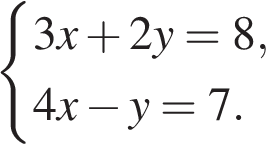 3x + 2y = 8,
4x − y = 7.